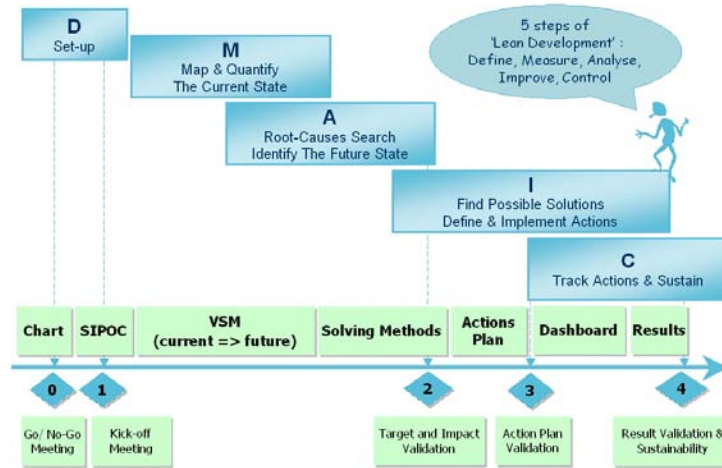 D
Set-up
M
Map & Quantify
The Current State
5 steps of
'Lean Development' :
Define, Measure, Analyse,
Improve, Control
A
Root-Causes Search
Identify The Future State
I
Find Possible Solutions
Define & Implement Actions
C
Track Actions & Sustain
Chart
SIPOC
VSM
(current => future)
Solving Methods
Actions
Plan
Dashboard
Results
0
1
2
3
4
Go/ No-Go
Meeting
Kick-off
Meeting
Target and Impact
Validation
Action Plan
Validation
Result Validation &
Sustainability